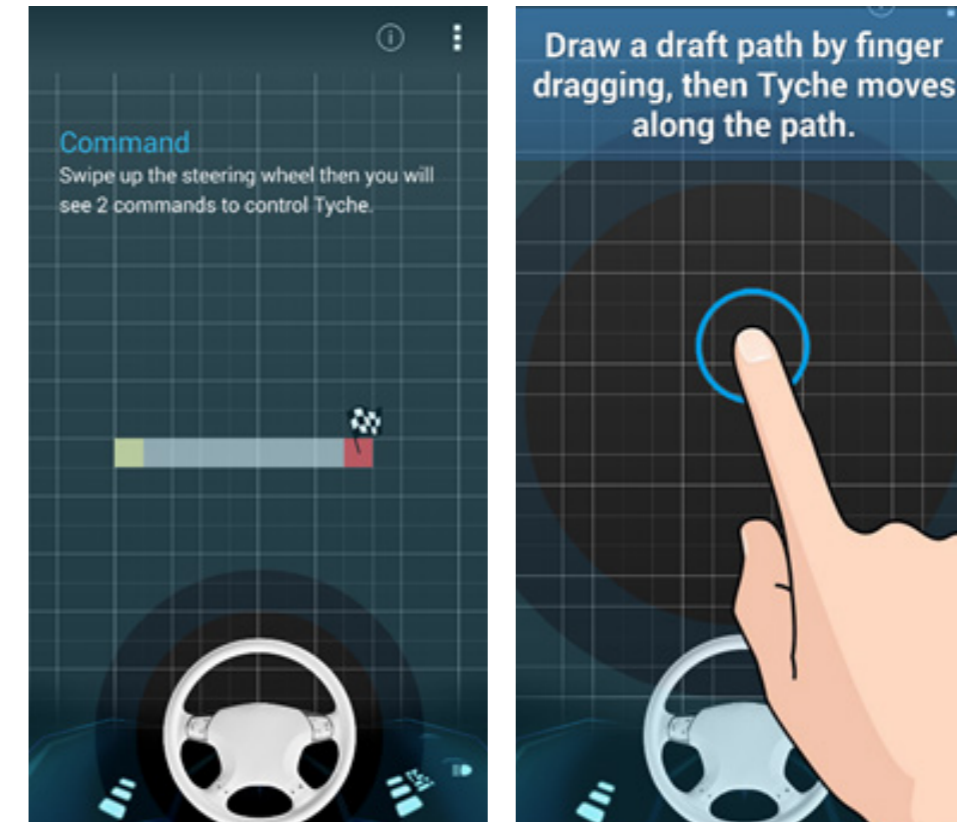 Command
Swipe up the steering wheel then you will
see 2 commands to control Tyche.
Draw a draft path by finger
dragging, then Tyche moves
along the path.